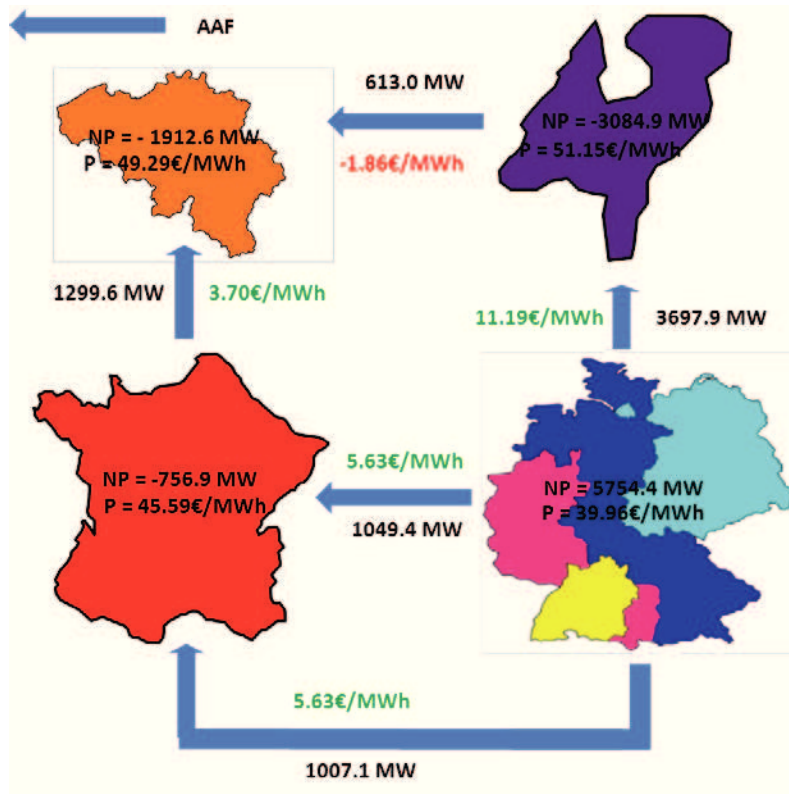 AAF
613.0 MW
NP = - 1912.6 MW
P = 49.29€/MWh
-1.86€/MWh
NP = -3084.9 MW
P = 51.15€/MWh
1299.6 MW
3.70€/MWh
11.19€/MWh
3697.9 MW
5.63€/MWh
NP = -756.9 MW
P = 45.59€/MWh
1049.4 MW
NP = 5754.4 MW
P = 39.96€/MWh
5.63€/MWh
1007.1 MW